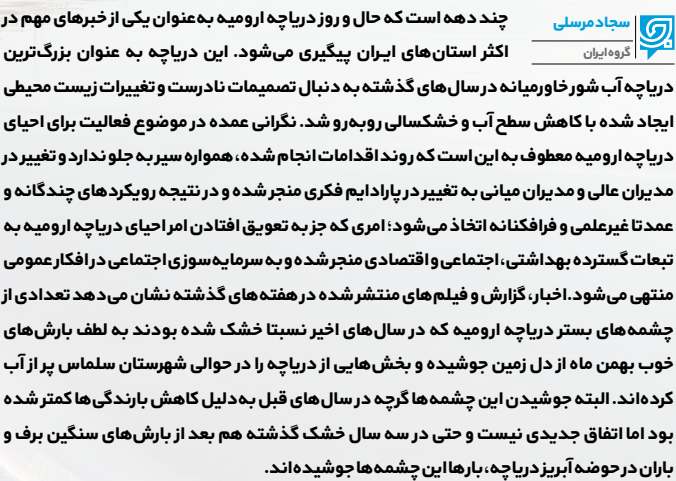 سجاد مرسلی
گروه ایران
چند دهه است که حال و روز دریاچه ارومیه به‌عنوان یکی از خبرهای مهم در
اکثر استان‌های ایران پیگیری می‌شود. این دریاچه به عنوان بزرگ‌ترین
دریاچه آب شور خاورمیانه در سال‌های گذشته به دنبال تصمیمات نادرست و تغییرات زیست محیطی
ایجاد شده با کاهش سطح آب و خشکسالی روبه‌رو شد. نگرانی عمده در موضوع فعالیت برای احیای
دریاچه ارومیه معطوف به این است که روند اقدامات انجام شده، همواره سیر به جلو ندارد و تغییر در
مدیران عالی و مدیران میانی به تغییر در پارادایم فکری منجر شده و در نتیجه رویکردهای چندگانه و
عمدتا غیرعلمی و فرافکنانه اتخاذ می‌شود؛ امری که جز به تعویق افتادن امر احیای دریاچه ارومیه به
تبعات گسترده بهداشتی، اجتماعی و اقتصادی منجر شده و به سرمایه‌سوزی اجتماعی در افکار عمومی
منتهی می‌شود.اخبار، گزارش و فیلم‌های منتشر شده در هفته‌های گذشته نشان می‌دهد تعدادی از
چشمه‌های بستر دریاچه ارومیه که در سال‌های اخیر نسبتا خشک شده بودند به لطف بارش‌های
خوب بهمن ماه از دل زمین جوشیده و بخش‌هایی از دریاچه را در حوالی شهرستان سلماس پر از آب
کرده‌اند. البته جوشیدن این چشمه‌ها گرچه در سال‌های قبل به‌دلیل کاهش بارندگی‌ها کمتر شده
بود اما اتفاق جدیدی نیست و حتی در سه سال خشک گذشته هم بعد از بارش‌های سنگین برف و
باران در حوضه آبریز دریاچه، بارها این چشمه‌ها جوشیده‌اند.